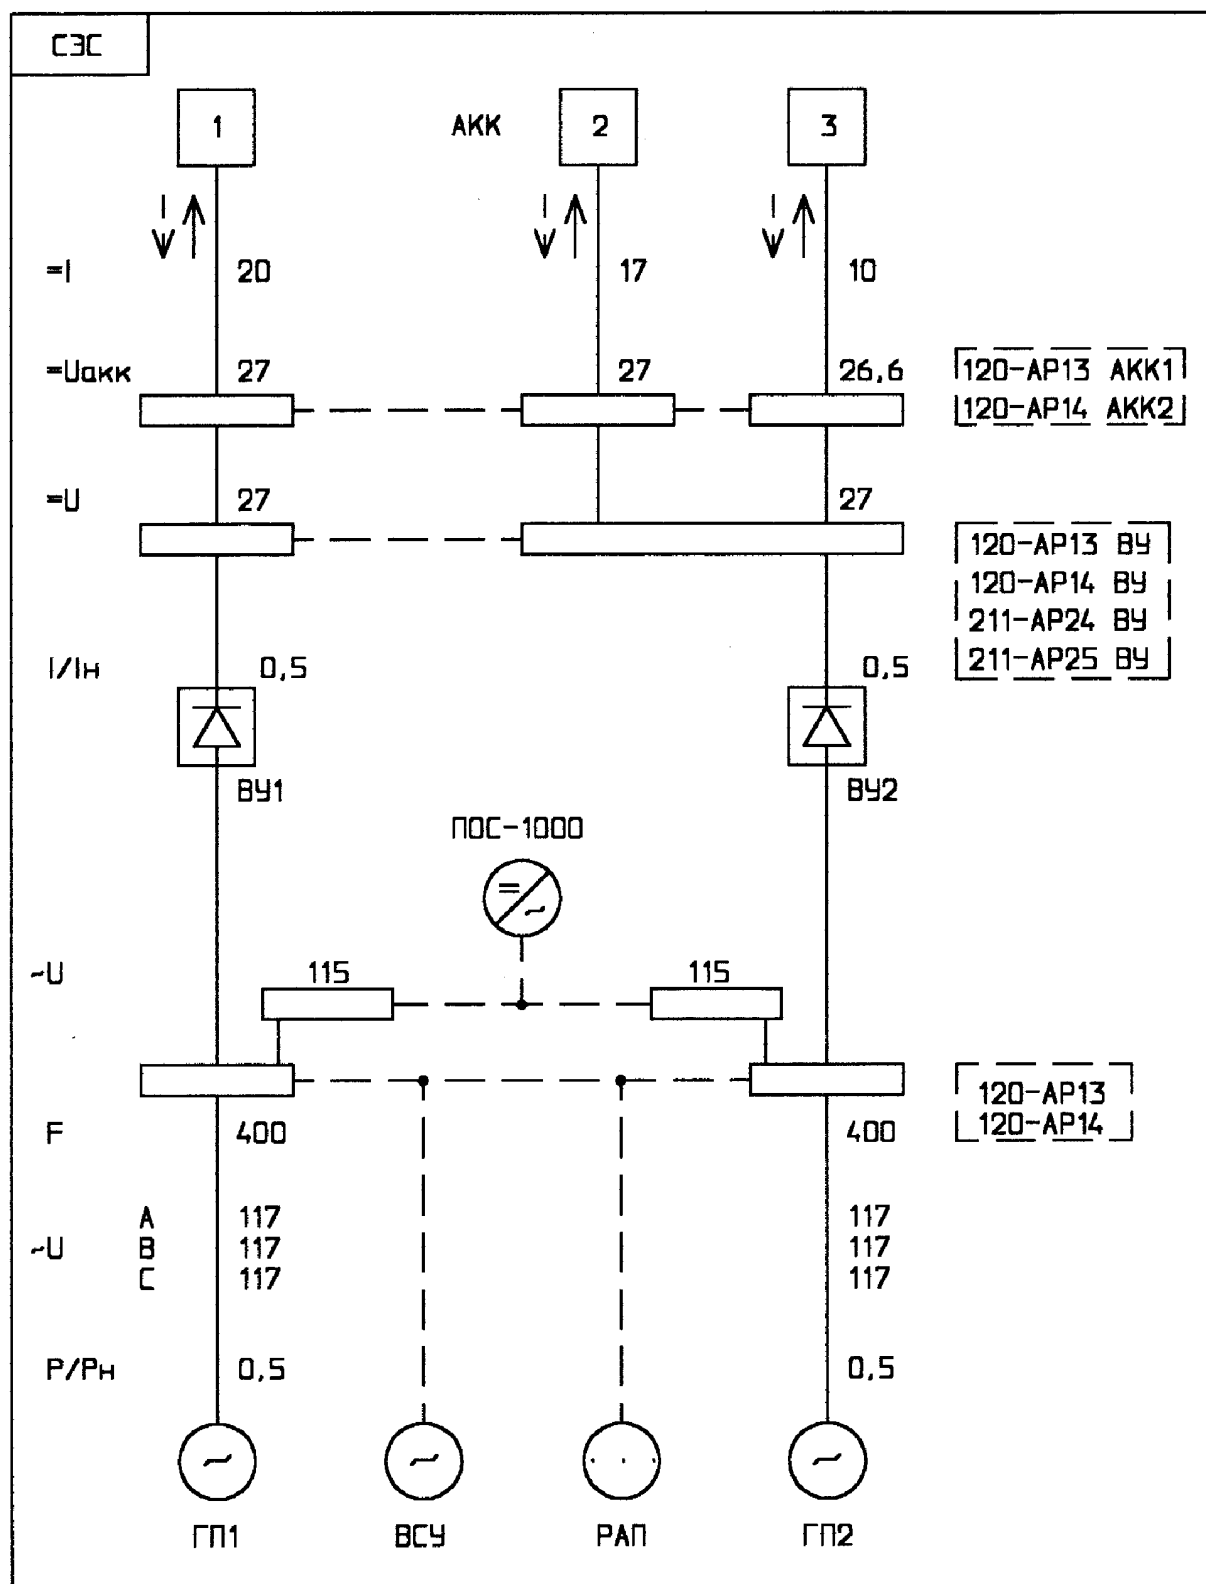 СЭС
1 АКК 2 3
=I 20 17 10
=Uакк 27 27 26,6 120-АР13 АКК1
120-АР14 АКК2
=U 27 27
120-АР13 ВУ
120-АР14 ВУ
211-АР24 ВУ
I/Iн 0,5 0,5 211-АР25 ВУ
ВУ1 ВУ2
ПОС-1000
=
~
~U 115 115
120-АР13
F 400 400 120-АР14
A 117 117
~U B 117 117
C 117 117
Р/Рн 0,5 0,5
~ ~ ~
ГП1 ВСУ РАП ГП2